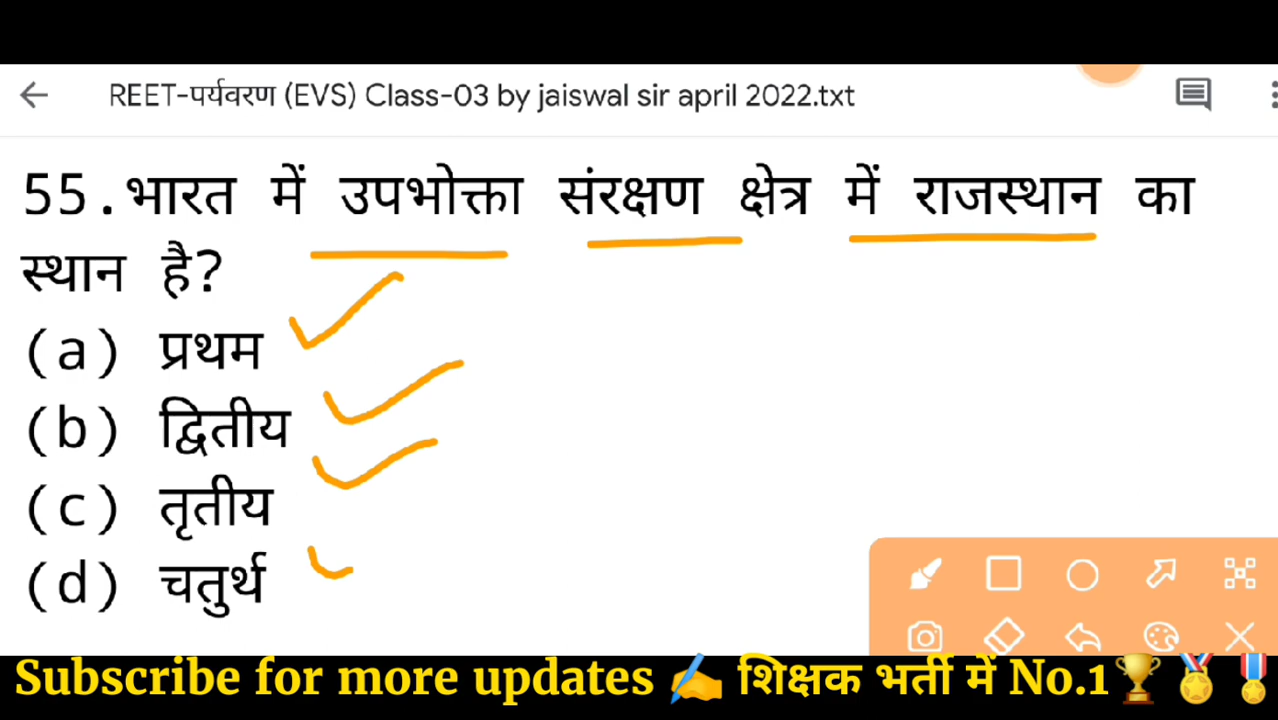 REET-पर्यवरण (EVS) Class-03 by jaiswal sir april 2022.txt
55.भारत में उपभोक्ता संरक्षण क्षेत्र में राजस्थान का
स्थान है?
(a) प्रथम
(b) द्वितीय
(c) तृतीय
(d) चतुर्थ
Subscribe for more updates ✍️ शिक्षक भर्ती में No.1🏆🏅🎖️